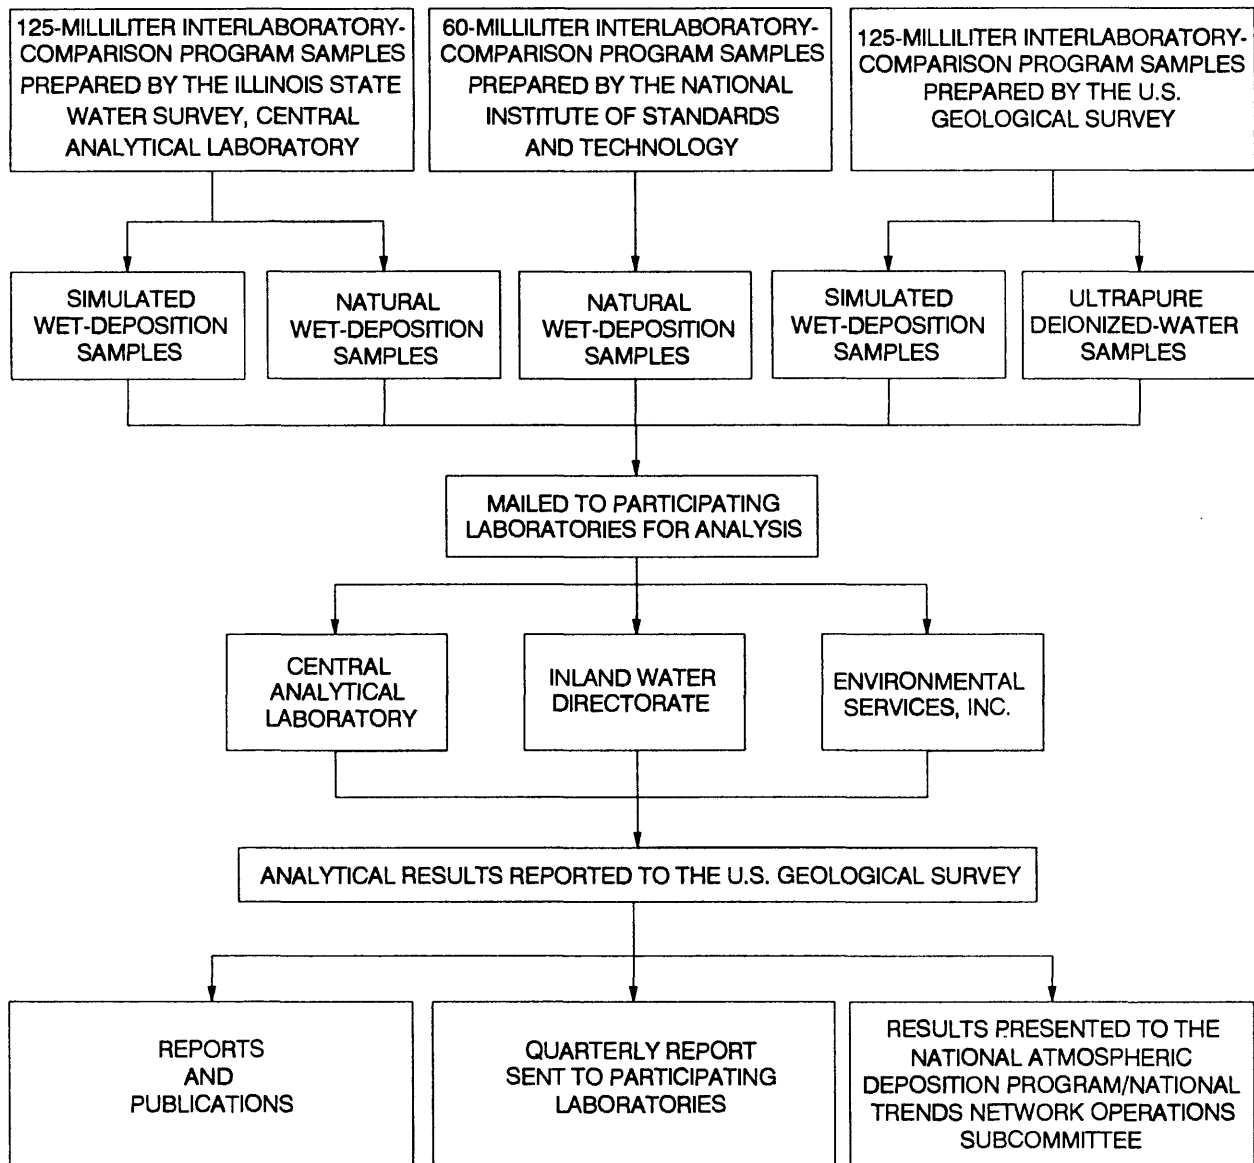 125-MILLILITER INTERLABORATORY-
COMPARISON PROGRAM SAMPLES
PREPARED BY THE ILLINOIS STATE
WATER SURVEY, CENTRAL
ANALYTICAL LABORATORY
60-MILLILITER INTERLABORATORY-
COMPARISON PROGRAM SAMPLES
PREPARED BY THE NATIONAL
INSTITUTE OF STANDARDS
AND TECHNOLOGY
125-MILLILITER INTERLABORATORY-
COMPARISON PROGRAM SAMPLES
PREPARED BY THE U.S.
GEOLOGICAL SURVEY
SIMULATED
WET-DEPOSITION
SAMPLES
NATURAL
WET-DEPOSITION
SAMPLES
NATURAL
WET-DEPOSITION
SAMPLES
SIMULATED
WET-DEPOSITION
SAMPLES
ULTRAPURE
DEIONIZED-WATER
SAMPLES
MAILED TO PARTICIPATING
LABORATORIES FOR ANALYSIS
CENTRAL
ANALYTICAL
LABORATORY
INLAND WATER
DIRECTORATE
ENVIRONMENTAL
SERVICES, INC.
ANALYTICAL RESULTS REPORTED TO THE U.S. GEOLOGICAL SURVEY
REPORTS
AND
PUBLICATIONS
QUARTERLY REPORT
SENT TO PARTICIPATING
LABORATORIES
RESULTS PRESENTED TO THE
NATIONAL ATMOSPHERIC
DEPOSITION PROGRAM/NATIONAL
TRENDS NETWORK OPERATIONS
SUBCOMMITTEE